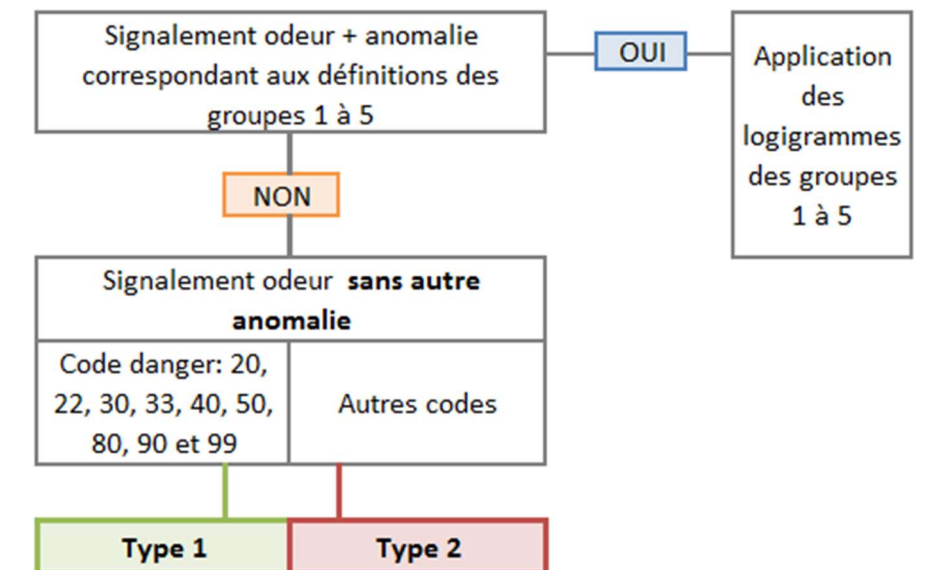 Signalement odeur + anomalie
correspondant aux définitions des
groupes 1 à 5
OUI
Application
des
logigrammes
des groupes
1 à 5
NON
Signalement odeur sans autre
anomalie
Code danger: 20,
22, 30, 33, 40, 50,
80, 90 et 99
Autres codes
Type 1
Type 2